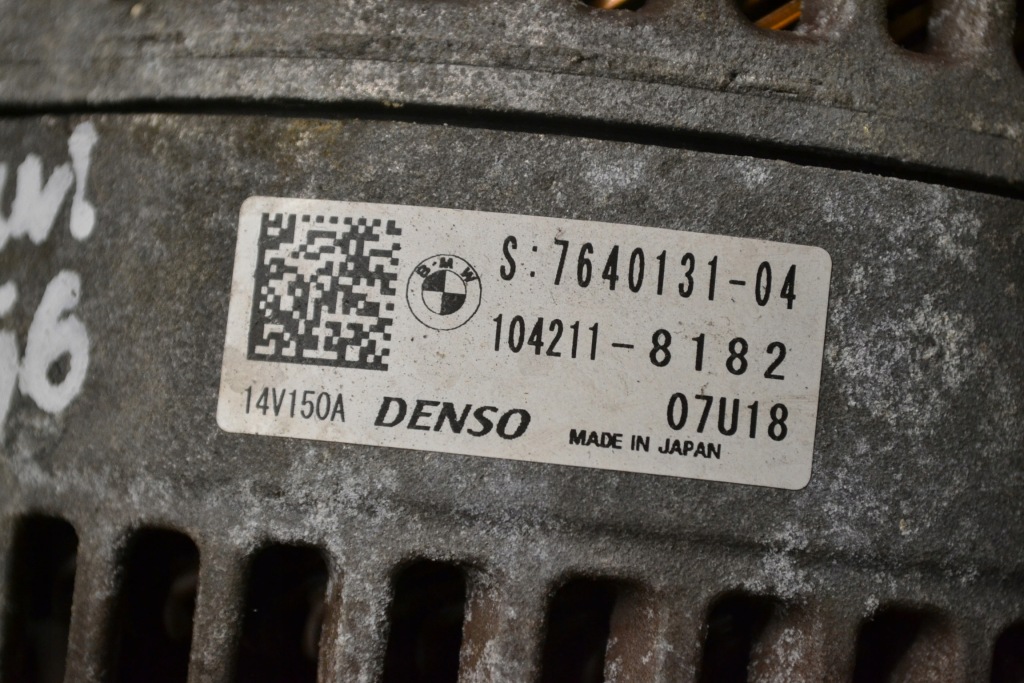 BMW
S:7640131-04
104211-8182
14V150A DENSO 07U18
MADE IN JAPAN